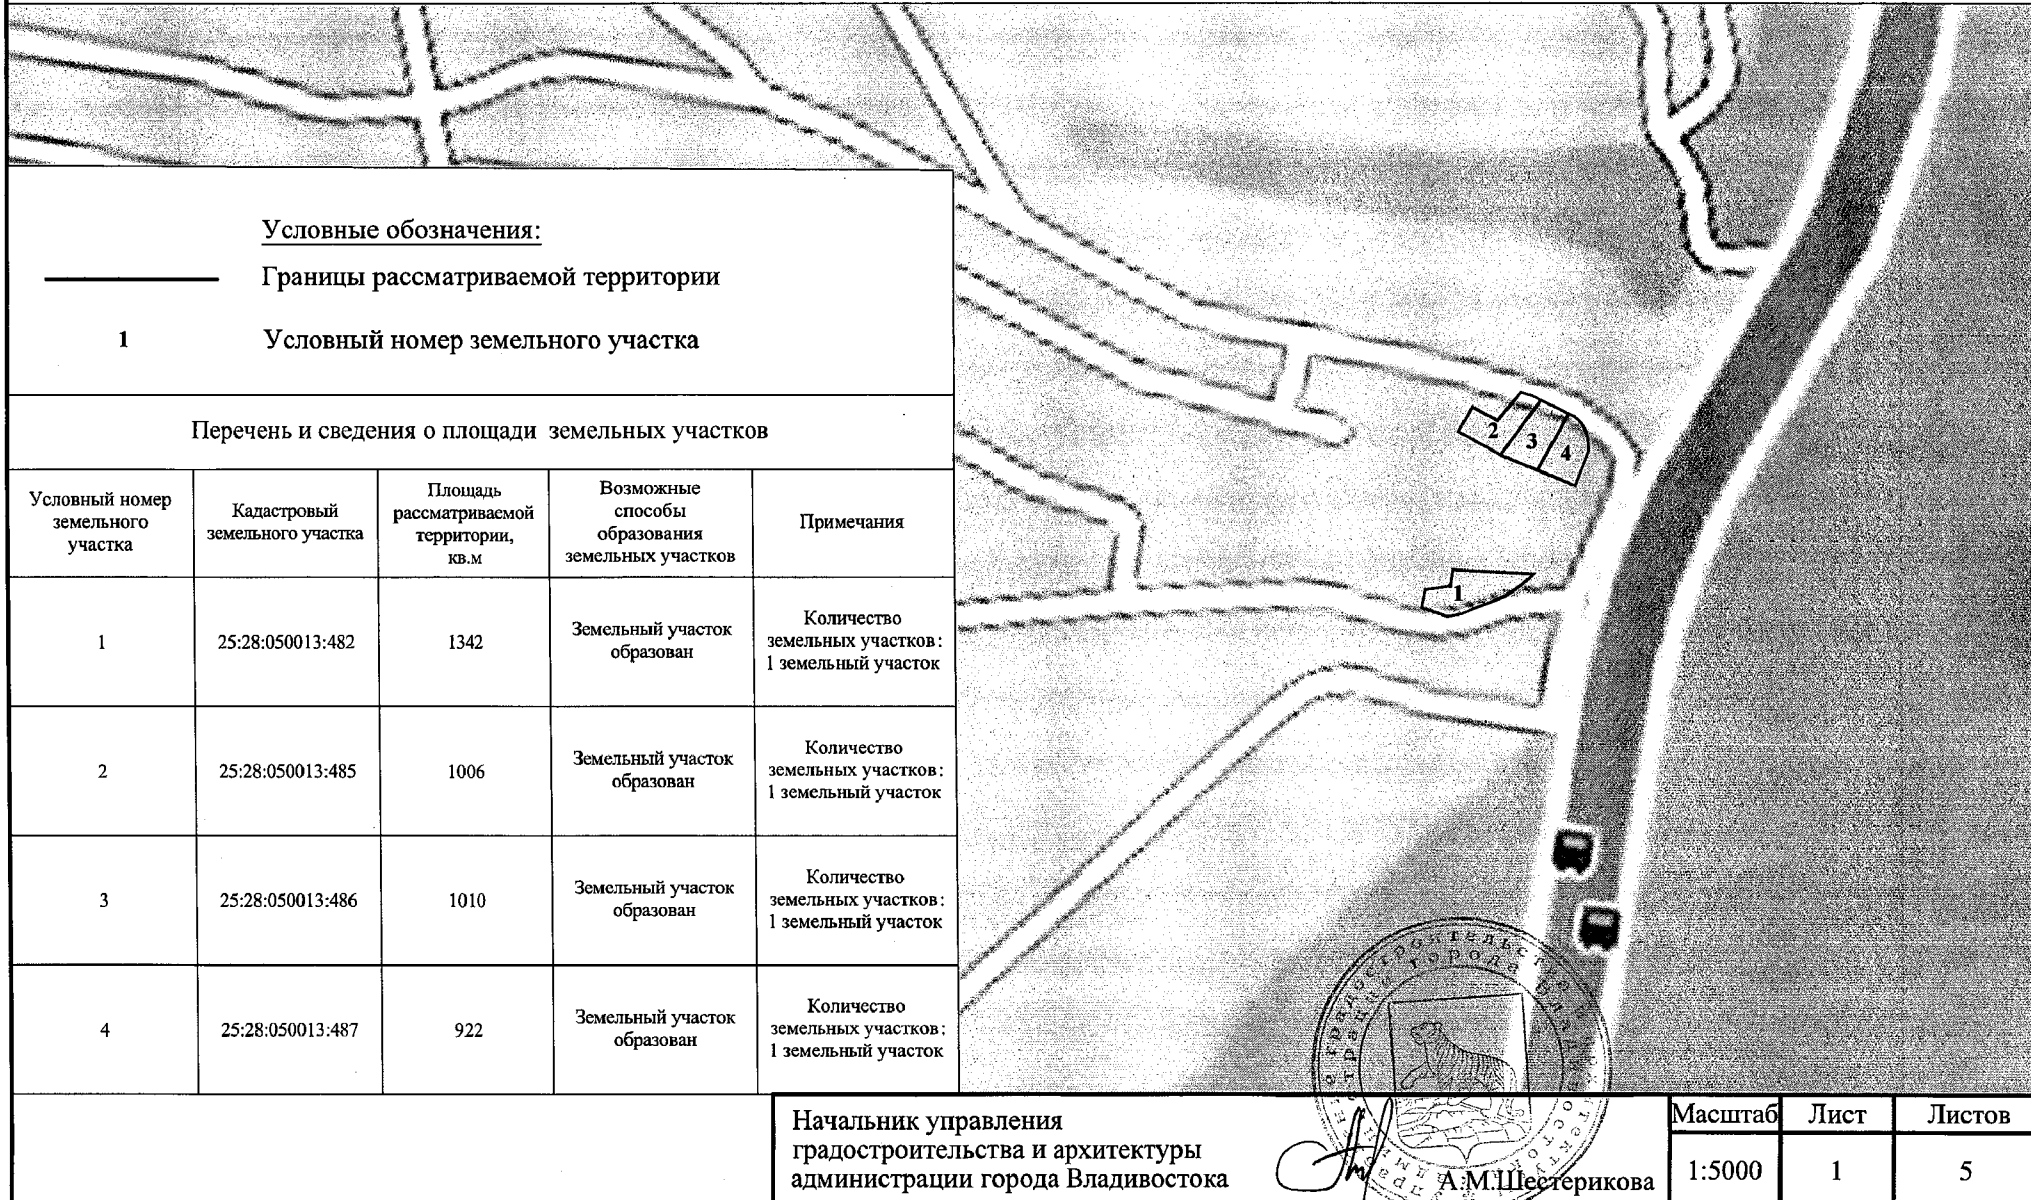 Условные обозначения:
Границы рассматриваемой территории
1 Условный номер земельного участка
Перечень и сведения о площади земельных участков
Условный номер
земельного
участка
Кадастровый
земельного участка
Площадь
рассматриваемой
территории,
кв.м
Возможные
способы
образования
земельных участков
Примечания
1
25:28:050013:482
1342
Земельный участок
образован
Количество
земельных участков:
1 земельный участок
2
25:28:050013:485
1006
Земельный участок
образован
Количество
земельных участков:
1 земельный участок
3
25:28:050013:486
1010
Земельный участок
образован
Количество
земельных участков:
1 земельный участок
4
25:28:050013:487
922
Земельный участок
образован
Количество
земельных участков:
1 земельный участок
2
3
4
1
Начальник управления
градостроительства и архитектуры
администрации города Владивостока
А.М.Шестерикова
Масштаб
Лист
Листов
1:5000
1
5